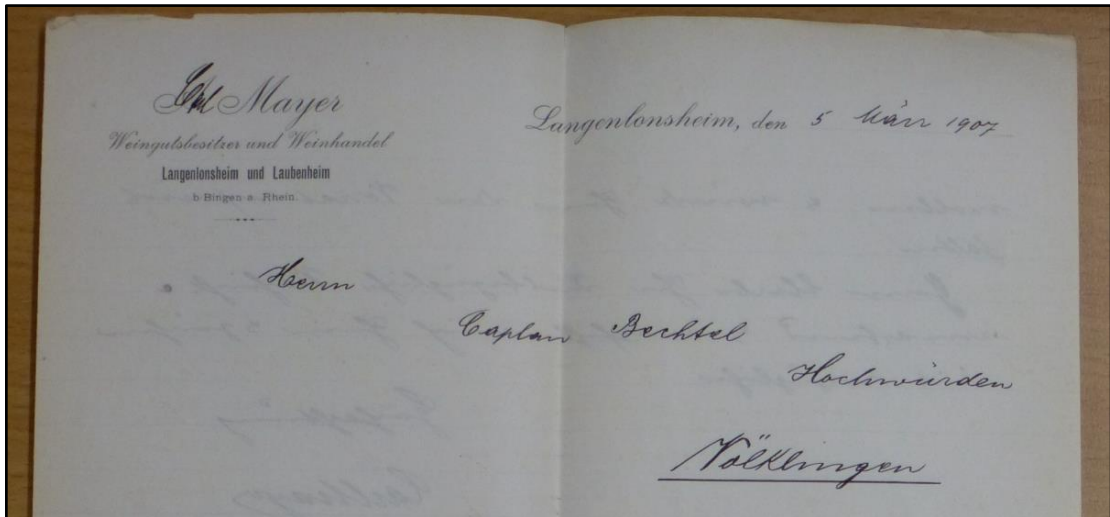 Mayer
Weingutsbesitzer und Weinhandel
Langenlonsheim und Laubenheim
b. Bingen a. Rhein.
Langenlonsheim, den 5 März 1907
Herrn
Caplan Bechtel
Hochwürden
Völklingen